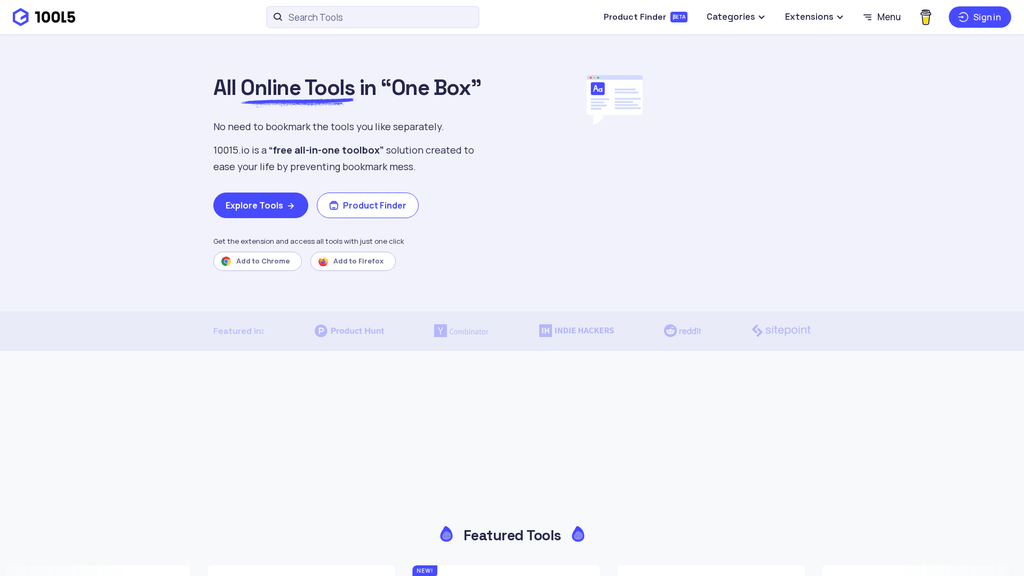 10015
Search Tools
Product Finder BETA
Categories
Extensions
Menu
Sign in
All Online Tools in “One Box”
No need to bookmark the tools you like separately.
10015.io is a “free all-in-one toolbox” solution created to
ease your life by preventing bookmark mess.
Explore Tools
Product Finder
Get the extension and access all tools with just one click
Add to Chrome
Add to Firefox
Aa
Featured in:
P Product Hunt
Y Combinator
IH INDIE HACKERS
reddit
sitepoint
Featured Tools
NEW!